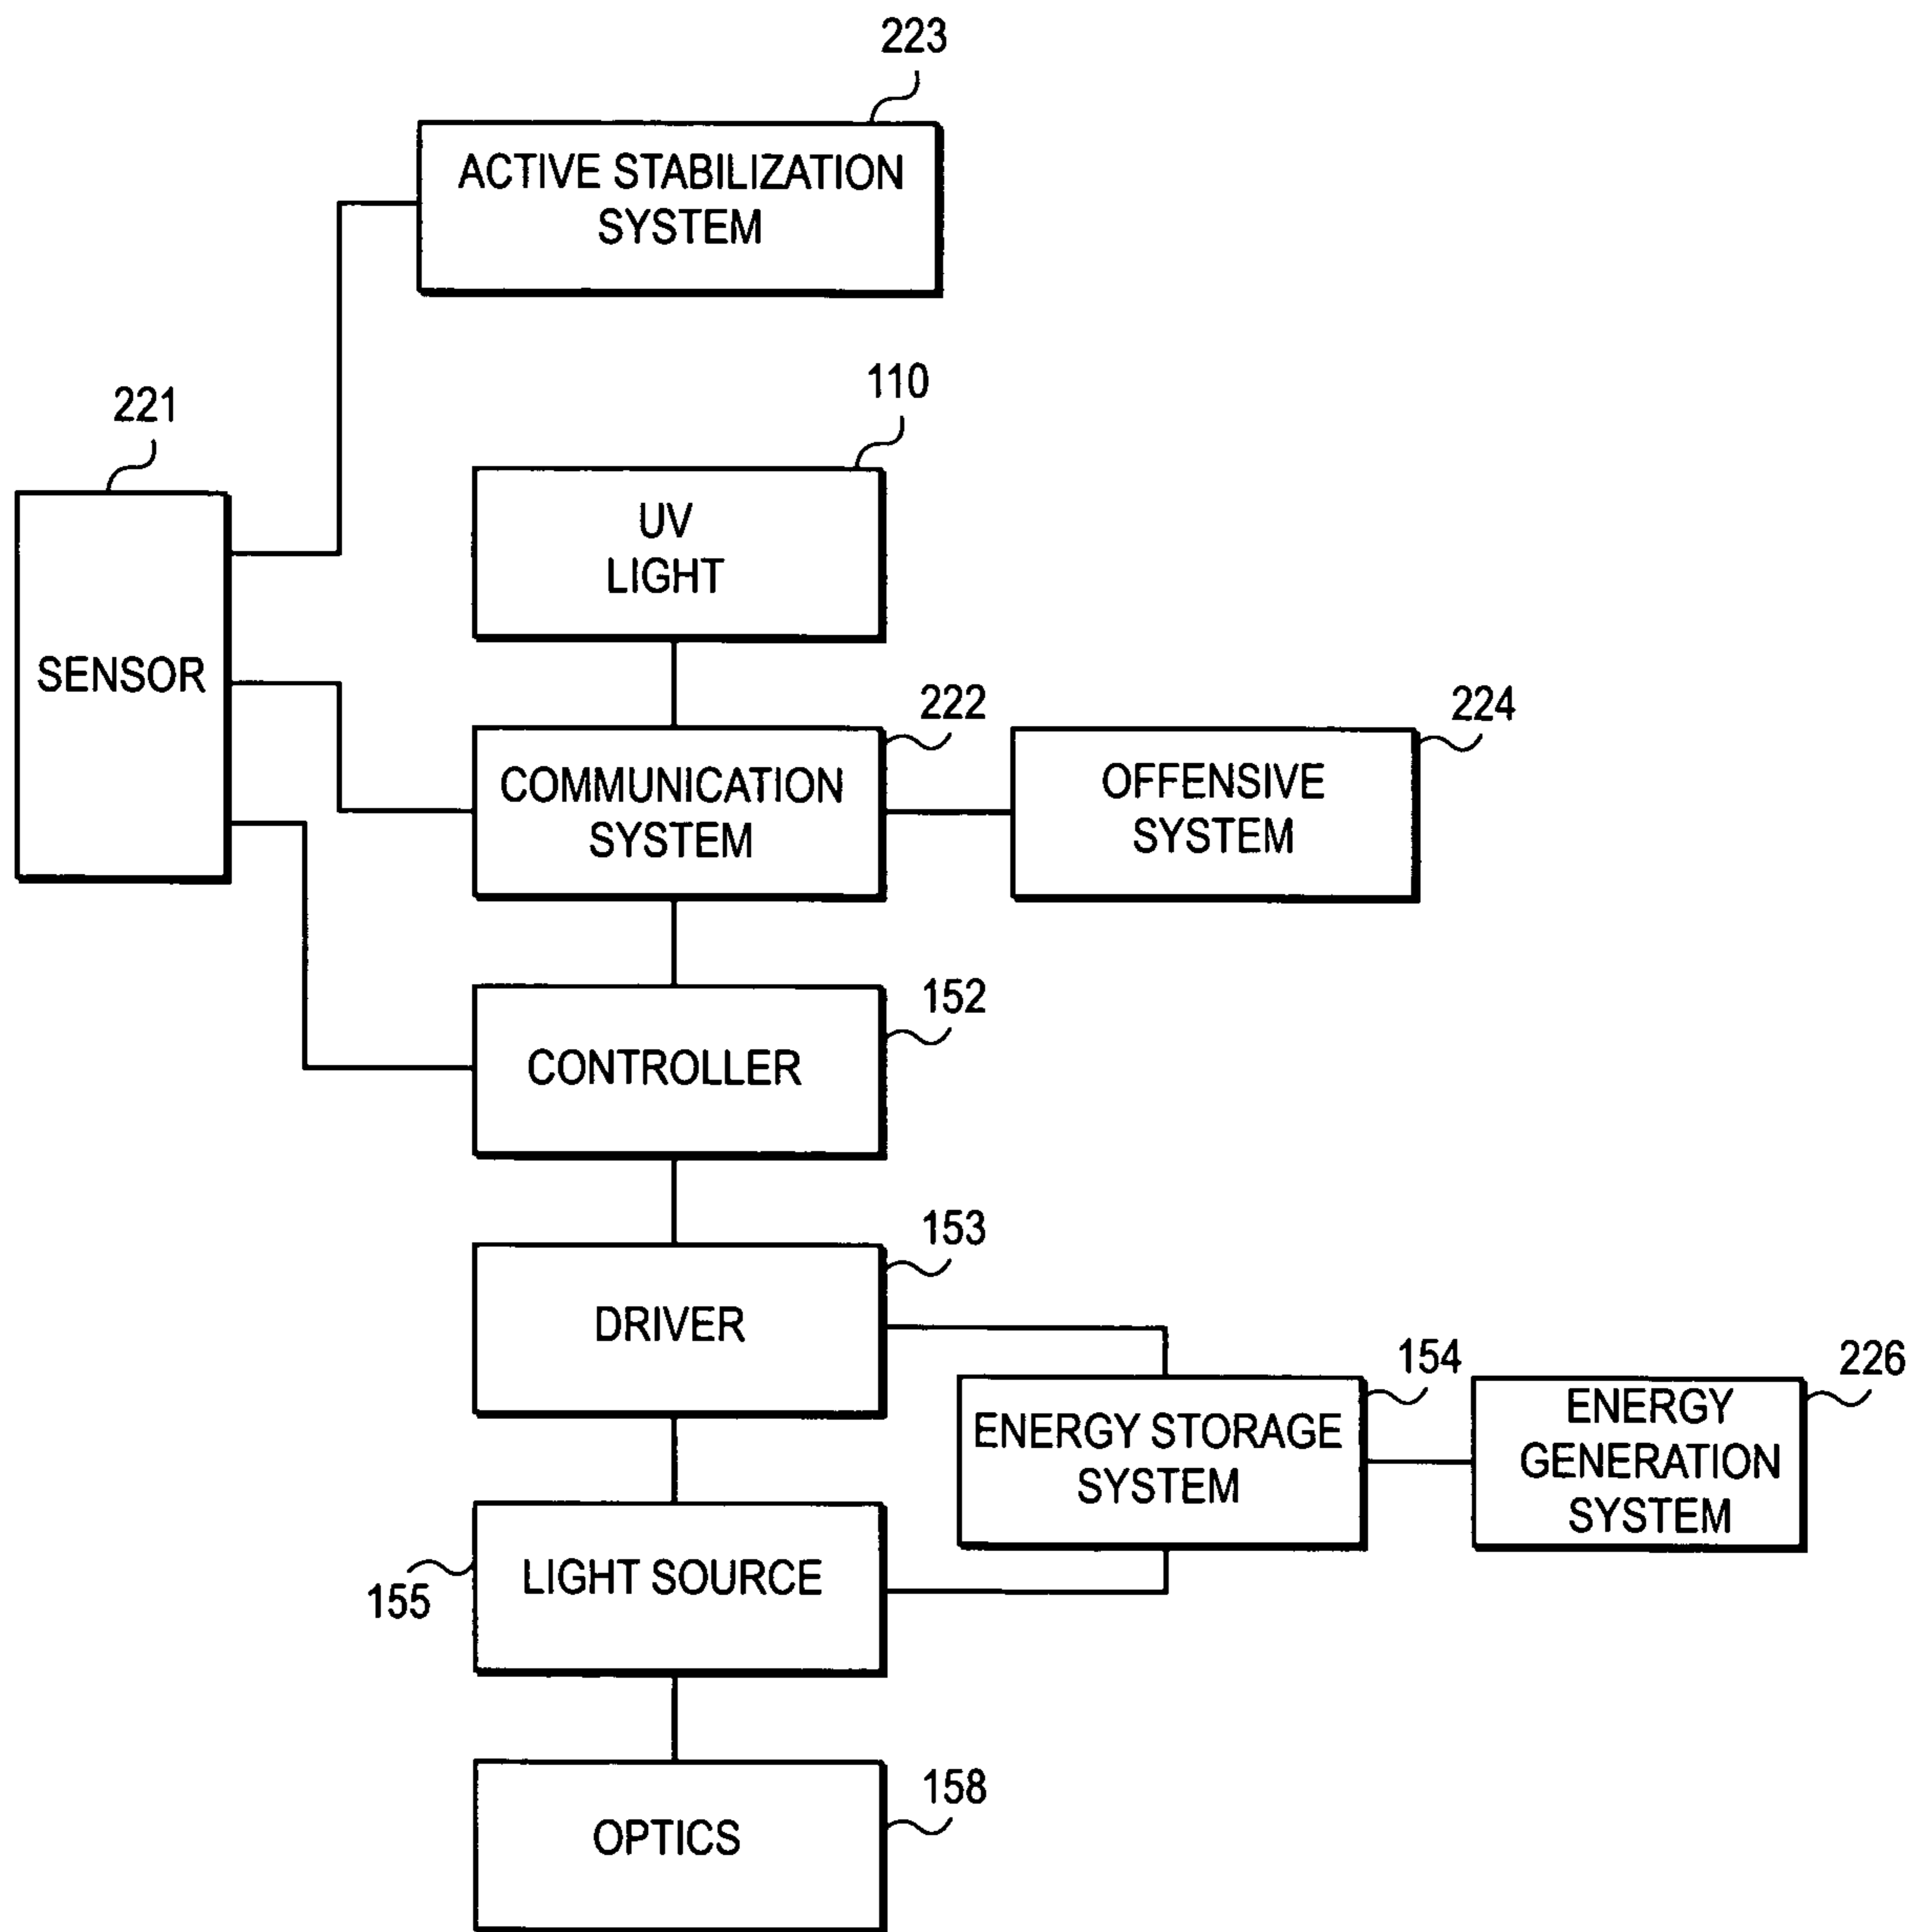 223
ACTIVE STABILIZATION
SYSTEM
110
221
UV
LIGHT
SENSOR
222
224
COMMUNICATION
SYSTEM
OFFENSIVE
SYSTEM
152
CONTROLLER
153
DRIVER
154
226
ENERGY STORAGE
SYSTEM
ENERGY
GENERATION
SYSTEM
155
LIGHT SOURCE
158
OPTICS